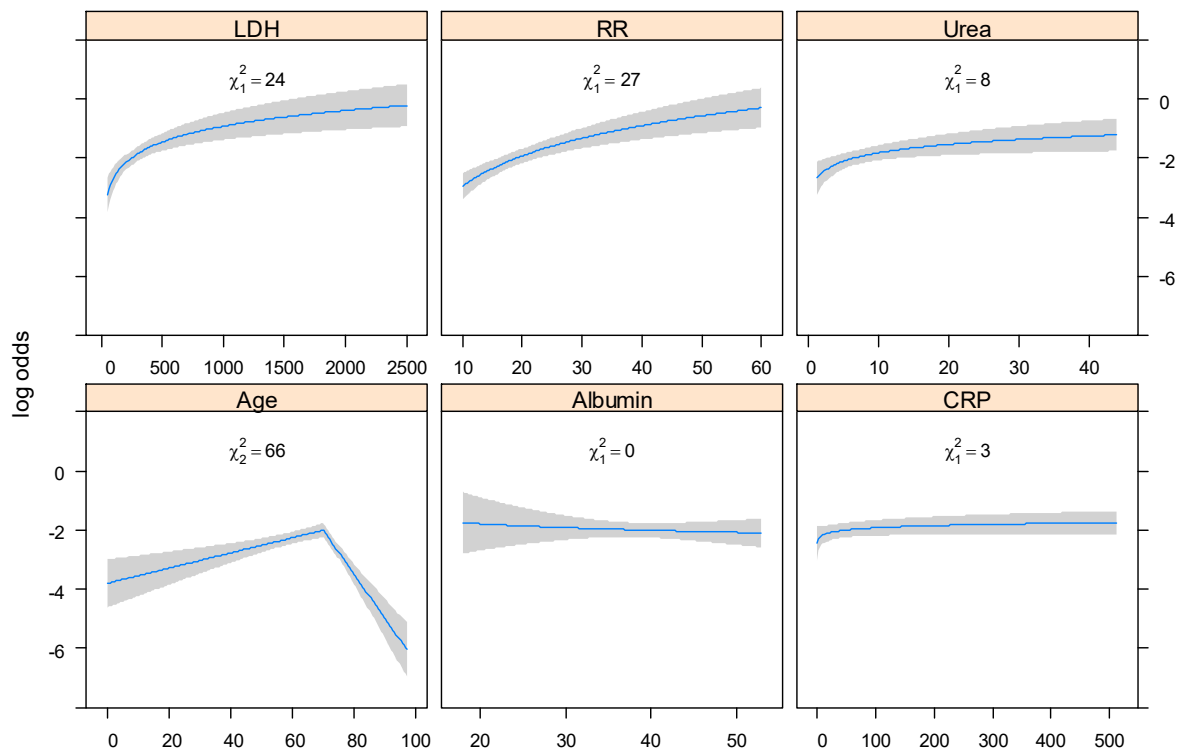 LDH
RR
Urea
χ²₁ = 24
χ²₁ = 27
χ²₁ = 8
0
-2
-4
-6
0 500 1000 1500 2000 2500
10 20 30 40 50 60
0 10 20 30 40
log odds
Age
Albumin
CRP
χ²₂ = 66
χ²₁ = 0
χ²₁ = 3
0
-2
-4
-6
0 20 40 60 80 100
20 30 40 50
0 100 200 300 400 500